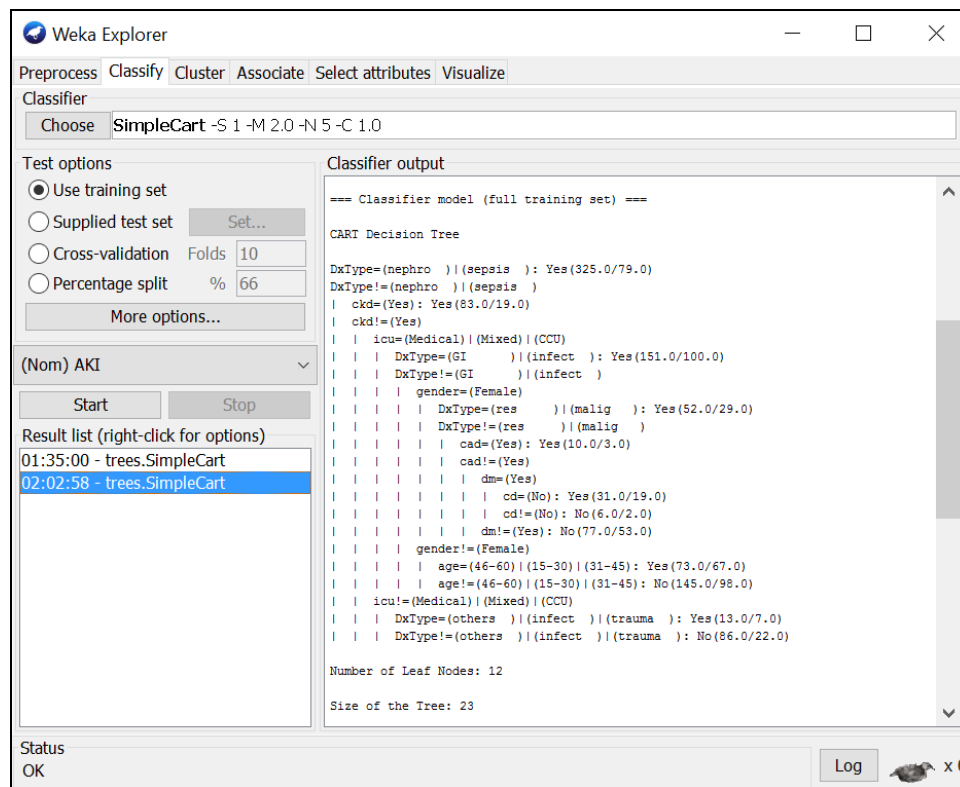 Weka Explorer
Preprocess Classify Cluster Associate Select attributes Visualize
Classifier
Choose SimpleCart -S 1 -M 2.0 -N 5 -C 1.0
Test options
Use training set
Supplied test set Set...
Cross-validation Folds 10
Percentage split % 66
More options...
(Nom) AKI
Start Stop
Result list (right-click for options)
01:35:00 - trees.SimpleCart
02:02:58 - trees.SimpleCart
Classifier output
=== Classifier model (full training set) ===
CART Decision Tree
DxType=(nephro  )|(sepsis  ): Yes(325.0/79.0)
DxType!=(nephro  )|(sepsis  )
|  ckd=(Yes): Yes(83.0/19.0)
|  ckd!=(Yes)
|  |  icu=(Medical)|(Mixed)|(CCU)
|  |  |  DxType=(GI      )|(infect  ): Yes(151.0/100.0)
|  |  |  DxType!=(GI      )|(infect  )
|  |  |  |  gender=(Female)
|  |  |  |  |  DxType=(res     )|(malig   ): Yes(52.0/29.0)
|  |  |  |  |  DxType!=(res     )|(malig   )
|  |  |  |  |  |  cad=(Yes): Yes(10.0/3.0)
|  |  |  |  |  |  cad!=(Yes)
|  |  |  |  |  |  |  dm=(Yes)
|  |  |  |  |  |  |  |  cd=(No): Yes(31.0/19.0)
|  |  |  |  |  |  |  |  cd!=(No): No(6.0/2.0)
|  |  |  |  |  |  |  dm!=(Yes): No(77.0/53.0)
|  |  |  |  gender!=(Female)
|  |  |  |  |  age=(46-60)|(15-30)|(31-45): Yes(73.0/67.0)
|  |  |  |  |  age!=(46-60)|(15-30)|(31-45): No(145.0/98.0)
|  |  icu!=(Medical)|(Mixed)|(CCU)
|  |  |  DxType=(others  )|(infect  )|(trauma  ): Yes(13.0/7.0)
|  |  |  DxType!=(others  )|(infect  )|(trauma  ): No(86.0/22.0)
Number of Leaf Nodes: 12
Size of the Tree: 23
Status
OK
Log
x